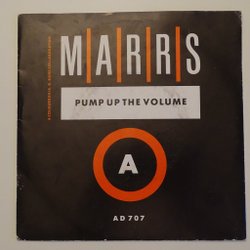 M|A|R|R|S
PUMP UP THE VOLUME
A
AD 707